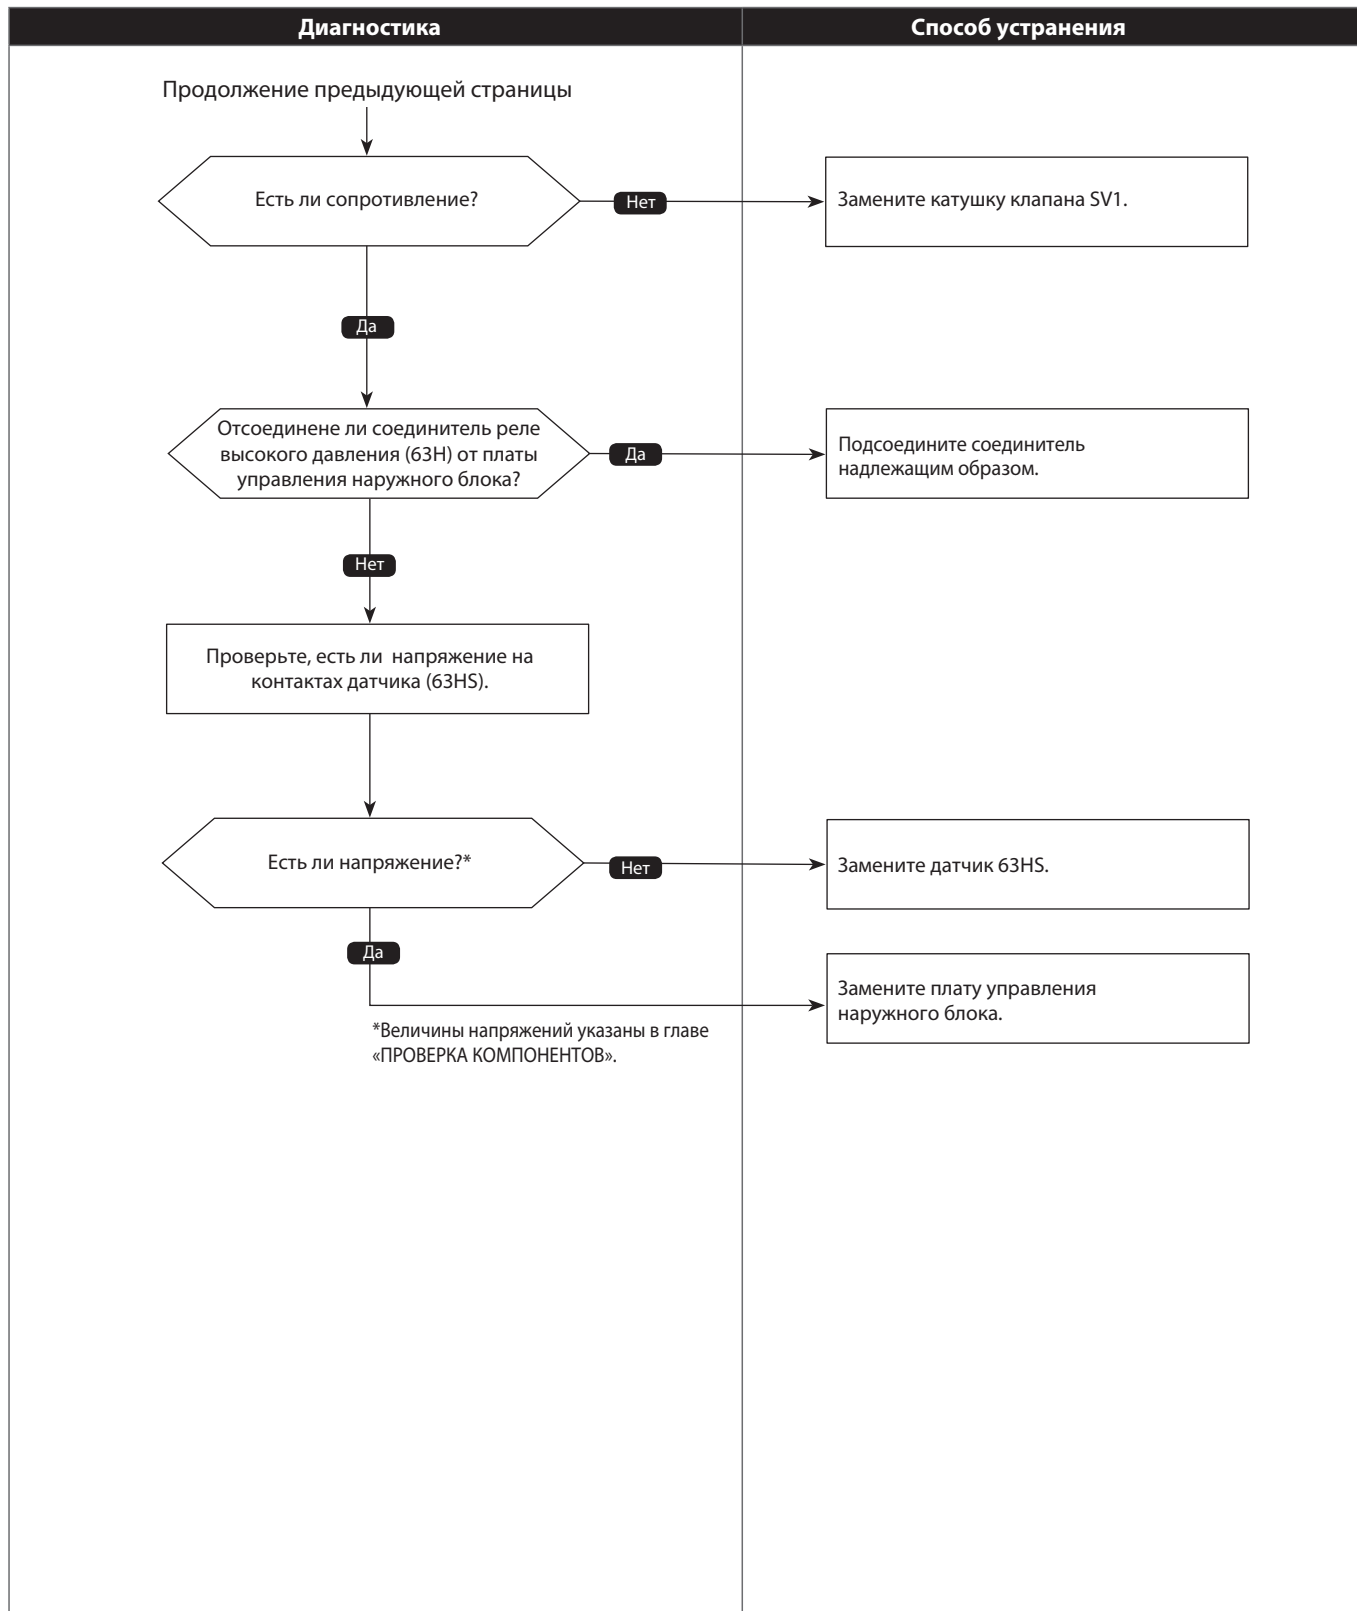 Диагностика
Способ устранения
Продолжение предыдущей страницы
Есть ли сопротивление?
Нет
Замените катушку клапана SV1.
Да
Отсоединене ли соединитель реле
высокого давления (63H) от платы
управления наружного блока?
Да
Подсоедините соединитель
надлежащим образом.
Нет
Проверьте, есть ли напряжение на
контактах датчика (63HS).
Есть ли напряжение?*
Нет
Замените датчик 63HS.
Да
Замените плату управления
наружного блока.
*Величины напряжений указаны в главе
«ПРОВЕРКА КОМПОНЕНТОВ».